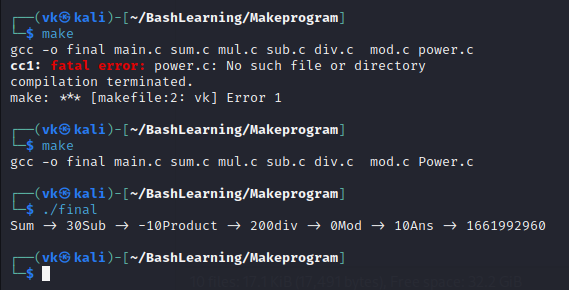 ┌──(vk㉿kali)-[~/BashLearning/Makeprogram]
└─$ make
gcc -o final main.c sum.c mul.c sub.c div.c  mod.c power.c
cc1: fatal error: power.c: No such file or directory
compilation terminated.
make: *** [makefile:2: vk] Error 1
┌──(vk㉿kali)-[~/BashLearning/Makeprogram]
└─$ make
gcc -o final main.c sum.c mul.c sub.c div.c  mod.c Power.c
┌──(vk㉿kali)-[~/BashLearning/Makeprogram]
└─$ ./final
Sum → 30Sub → -10Product → 200div → 0Mod → 10Ans → 1661992960
┌──(vk㉿kali)-[~/BashLearning/Makeprogram]
└─$